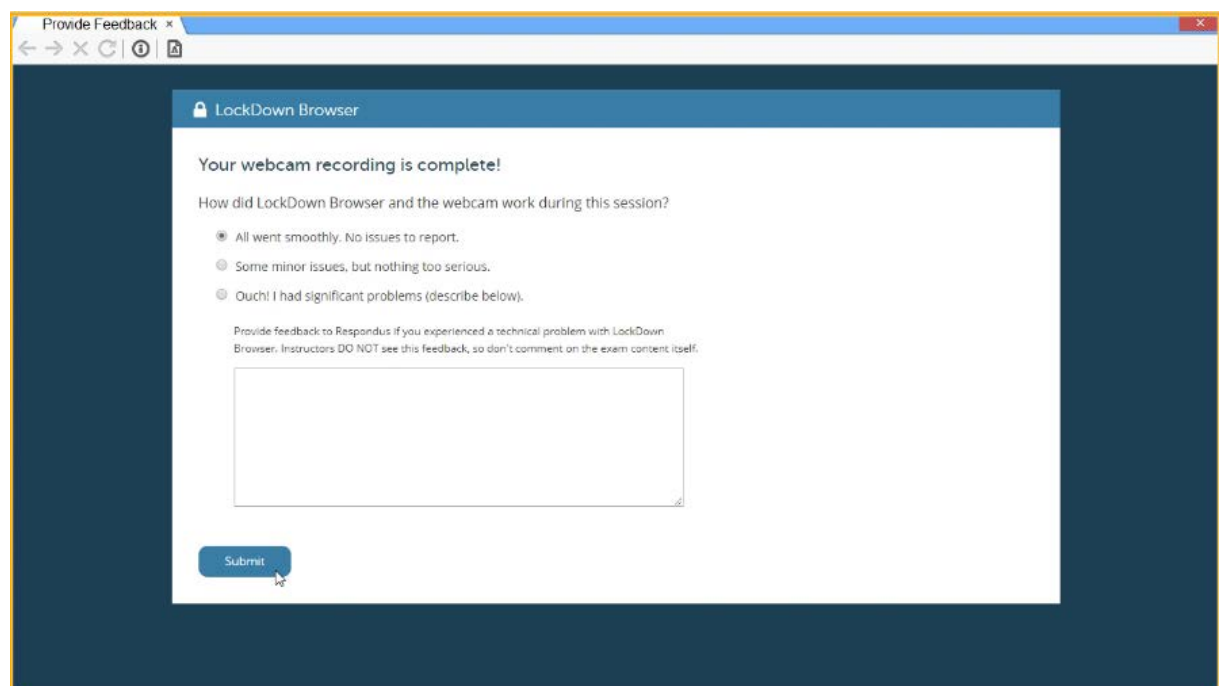 Provide Feedback ×
LockDown Browser
Your webcam recording is complete!
How did LockDown Browser and the webcam work during this session?
All went smoothly. No issues to report.
Some minor issues, but nothing too serious.
Ouch! I had significant problems (describe below).
Provide feedback to Respondus if you experienced a technical problem with LockDown
Browser. Instructors DO NOT see this feedback, so don't comment on the exam content itself.
Submit